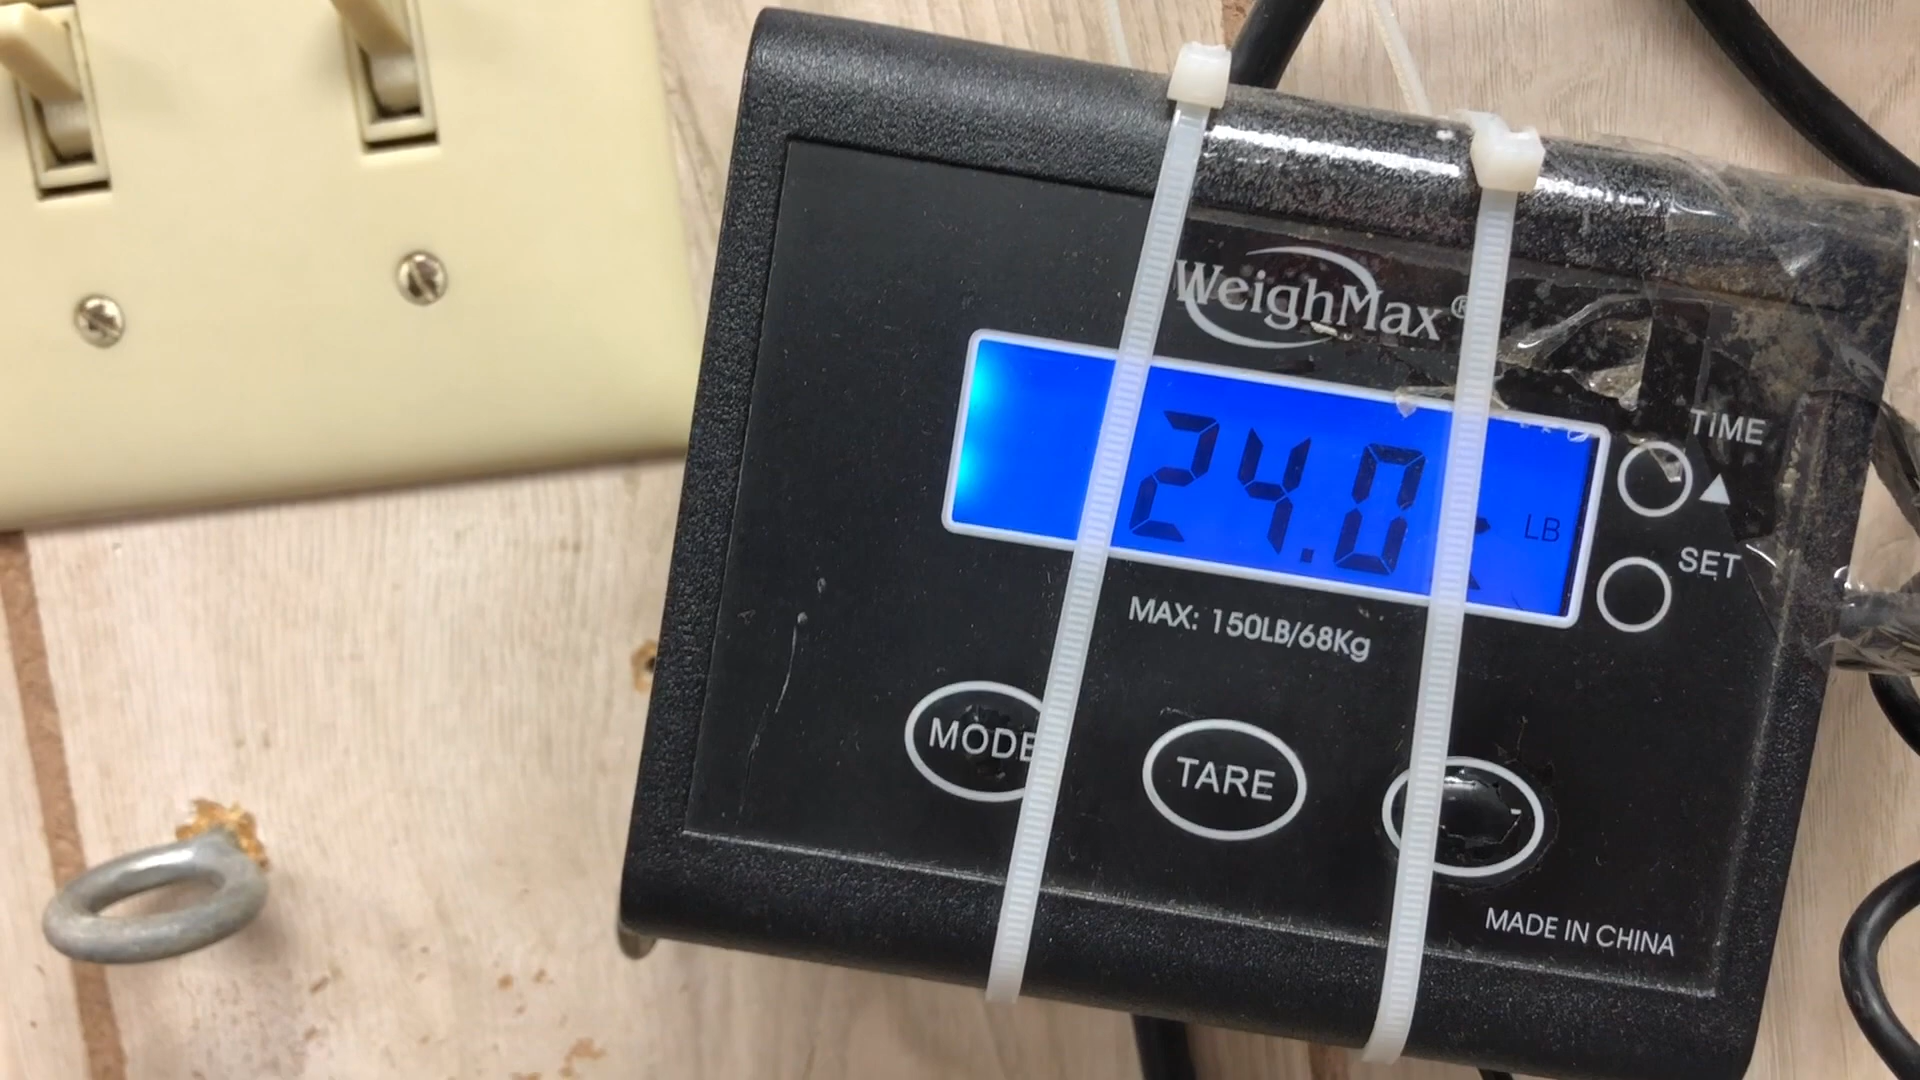 WeighMax®
24.0
LB
TIME
▲
SET
MAX: 150LB/68Kg
MODE
TARE
MADE IN CHINA